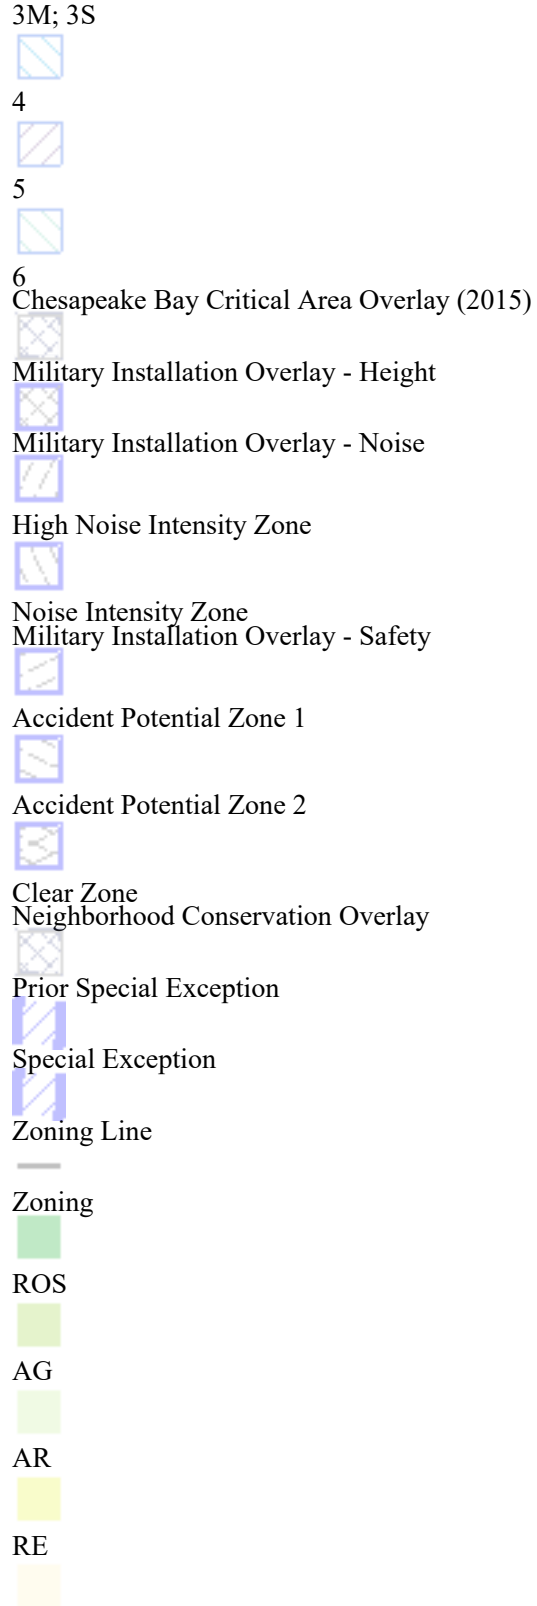 3M; 3S
4
5
6
Chesapeake Bay Critical Area Overlay (2015)
Military Installation Overlay - Height
Military Installation Overlay - Noise
High Noise Intensity Zone
Noise Intensity Zone
Military Installation Overlay - Safety
Accident Potential Zone 1
Accident Potential Zone 2
Clear Zone
Neighborhood Conservation Overlay
Prior Special Exception
Special Exception
Zoning Line
Zoning
ROS
AG
AR
RE